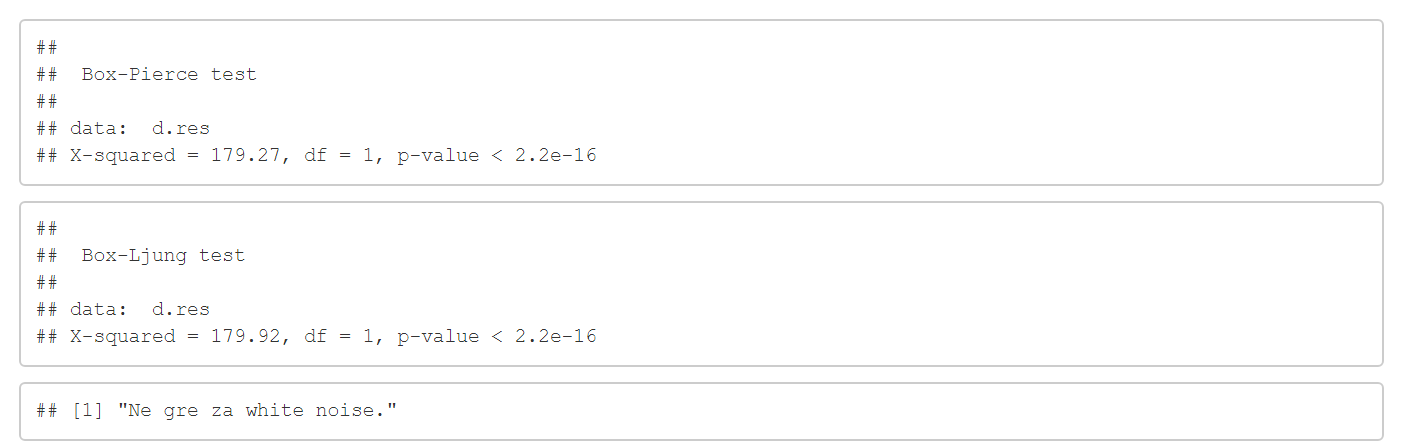 ##
##  Box-Pierce test
##
## data:  d.res
## X-squared = 179.27, df = 1, p-value < 2.2e-16
##
##  Box-Ljung test
##
## data:  d.res
## X-squared = 179.92, df = 1, p-value < 2.2e-16
## [1] "Ne gre za white noise."